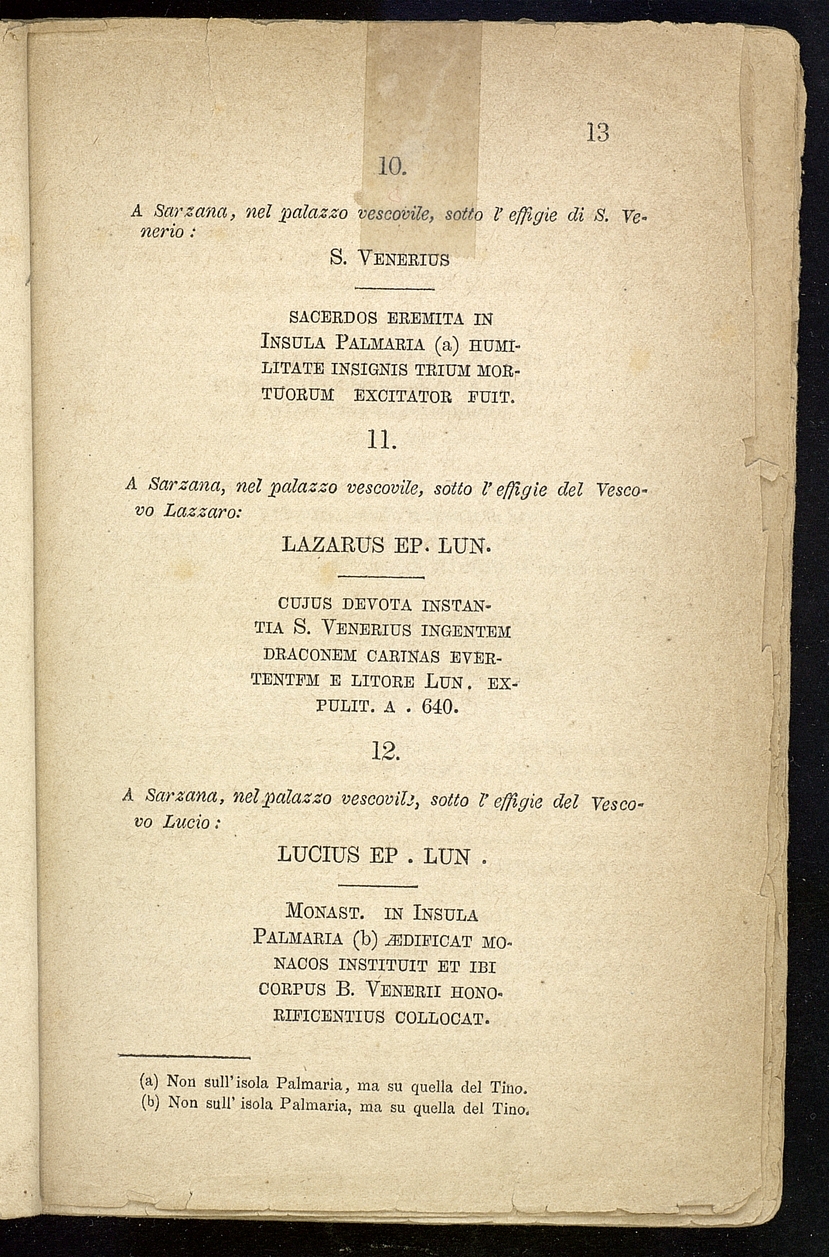 13
10.
A Sarzana, nel palazzo vescovile, sotto l' effigie di S. Ve-
nerio :
S. VENERIUS
SACERDOS EREMITA IN
INSULA PALMARIA (a) HUMI-
LITATE INSIGNIS TRIUM MOR-
TUORUM EXCITATOR FUIT.
11.
A Sarzana, nel palazzo vescovile, sotto l' effigie del Vesco-
vo Lazzaro:
LAZARUS EP. LUN.
CUJUS DEVOTA INSTAN-
TIA S. VENERIUS INGENTEM
DRACONEM CARINAS EVER-
TENTEM E LITORE LUN. EX-
PULIT. A . 640.
12.
A Sarzana, nel palazzo vescovile, sotto l' effigie del Vesco-
vo Lucio :
LUCIUS EP . LUN .
MONAST. IN INSULA
PALMARIA (b) ÆDIFICAT MO-
NACOS INSTITUIT ET IBI
CORPUS B. VENERII HONO-
RIFICENTIUS COLLOCAT.
(a) Non sull' isola Palmaria, ma su quella del Tino.
(b) Non sull' isola Palmaria, ma su quella del Tino.